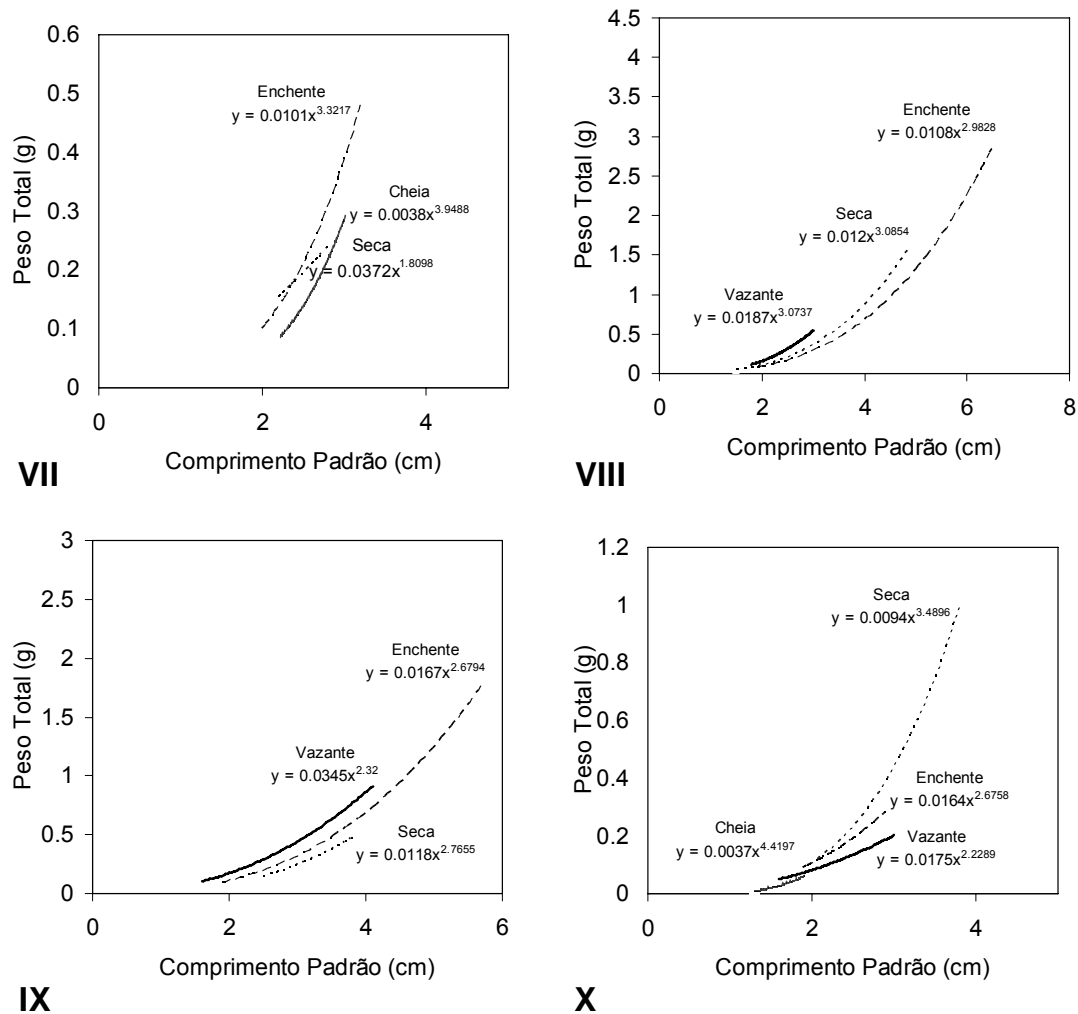 0.6
0.5
0.4
0.3
0.2
0.1
0
Peso Total (g)
Enchente
y = 0.0101x^3.3217
Cheia
y = 0.0038x^3.9488
Seca
y = 0.0372x^1.8098
0 2 4
Comprimento Padrão (cm)
VII
4.5
4
3.5
3
2.5
2
1.5
1
0.5
0
Peso Total (g)
Enchente
y = 0.0108x^2.9828
Seca
y = 0.012x^3.0854
Vazante
y = 0.0187x^3.0737
0 2 4 6 8
Comprimento Padrão (cm)
VIII
3
2.5
2
1.5
1
0.5
0
Peso Total (g)
Enchente
y = 0.0167x^2.6794
Vazante
y = 0.0345x^2.32
Seca
y = 0.0118x^2.7655
0 2 4 6
Comprimento Padrão (cm)
IX
1.2
1
0.8
0.6
0.4
0.2
0
Peso Total (g)
Seca
y = 0.0094x^3.4896
Enchente
y = 0.0164x^2.6758
Cheia
y = 0.0037x^4.4197
Vazante
y = 0.0175x^2.2289
0 2 4
Comprimento Padrão (cm)
X